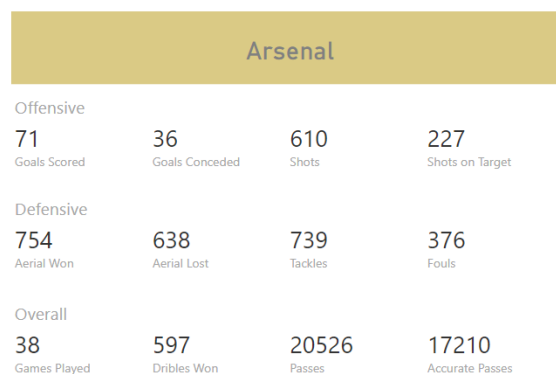 Arsenal
Offensive
71 36 610 227
Goals Scored Goals Conceded Shots Shots on Target
Defensive
754 638 739 376
Aerial Won Aerial Lost Tackles Fouls
Overall
38 597 20526 17210
Games Played Dribles Won Passes Accurate Passes